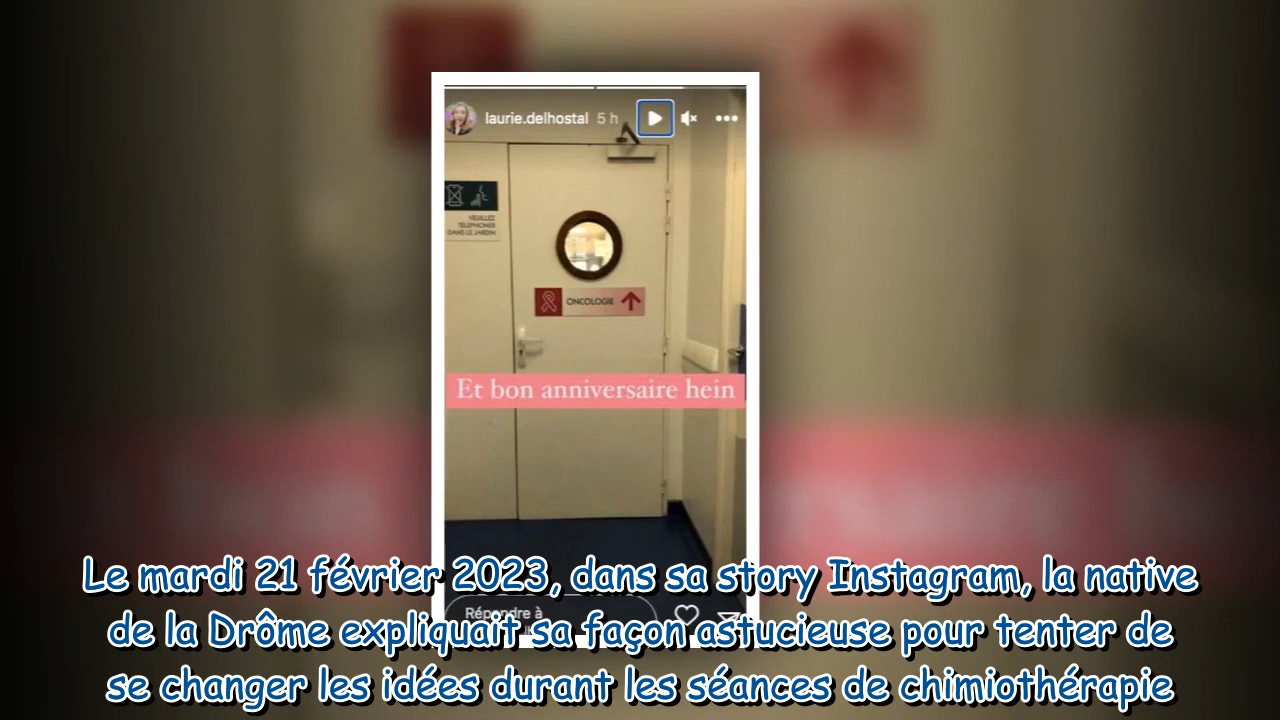 laurie.delhostal 5 h
VEUILLEZ
TÉLÉPHONER
DANS LE JARDIN
ONCOLOGIE
Et bon anniversaire hein
Répondre à
Le mardi 21 février 2023, dans sa story Instagram, la native
de la Drôme expliquait sa façon astucieuse pour tenter de
se changer les idées durant les séances de chimiothérapie